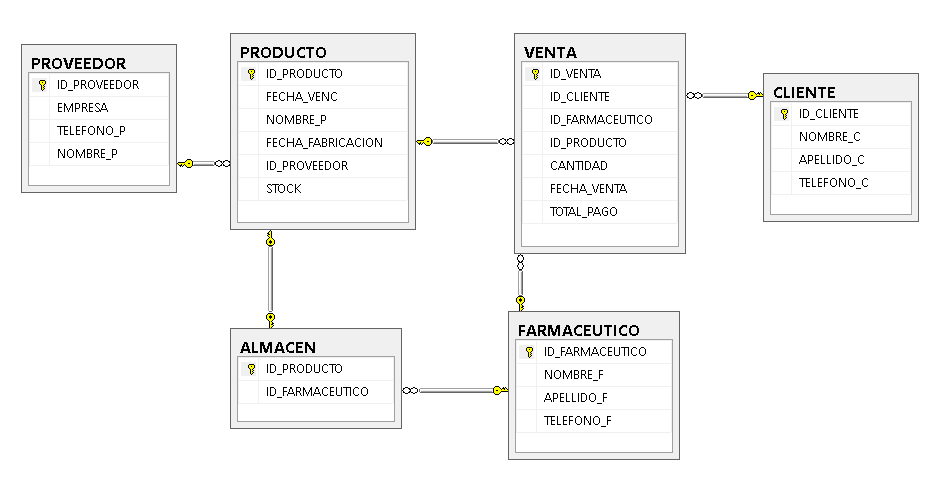 PROVEEDOR
ID_PROVEEDOR
EMPRESA
TELEFONO_P
NOMBRE_P
PRODUCTO
ID_PRODUCTO
FECHA_VENC
NOMBRE_P
FECHA_FABRICACION
ID_PROVEEDOR
STOCK
VENTA
ID_VENTA
ID_CLIENTE
ID_FARMACEUTICO
ID_PRODUCTO
CANTIDAD
FECHA_VENTA
TOTAL_PAGO
CLIENTE
ID_CLIENTE
NOMBRE_C
APELLIDO_C
TELEFONO_C
ALMACEN
ID_PRODUCTO
ID_FARMACEUTICO
FARMACEUTICO
ID_FARMACEUTICO
NOMBRE_F
APELLIDO_F
TELEFONO_F